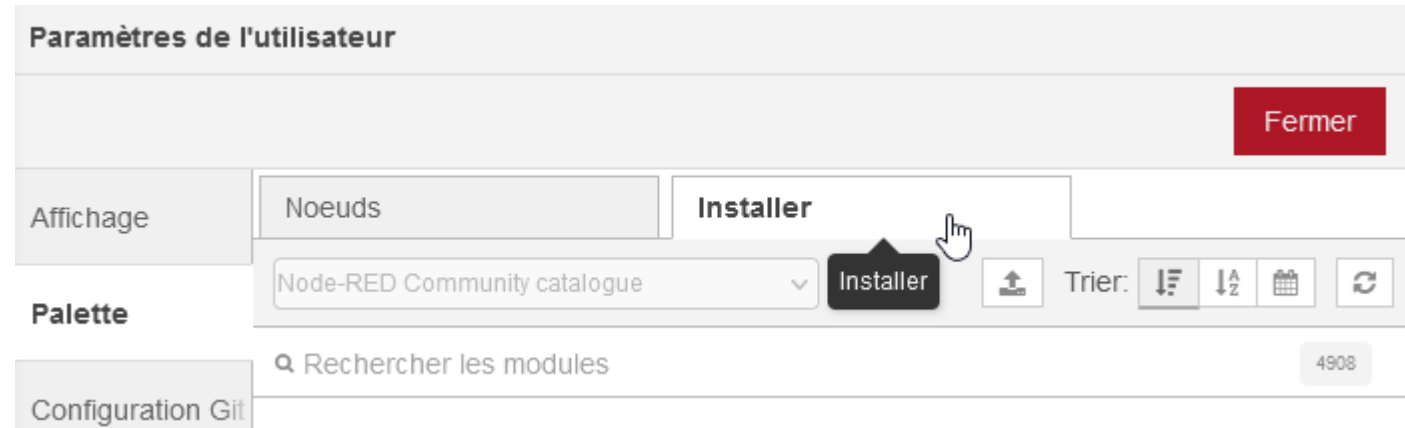 Paramètres de l'utilisateur
Fermer
Affichage
Noeuds
Installer
Node-RED Community catalogue
Installer
Trier:
Palette
Rechercher les modules
4908
Configuration Git